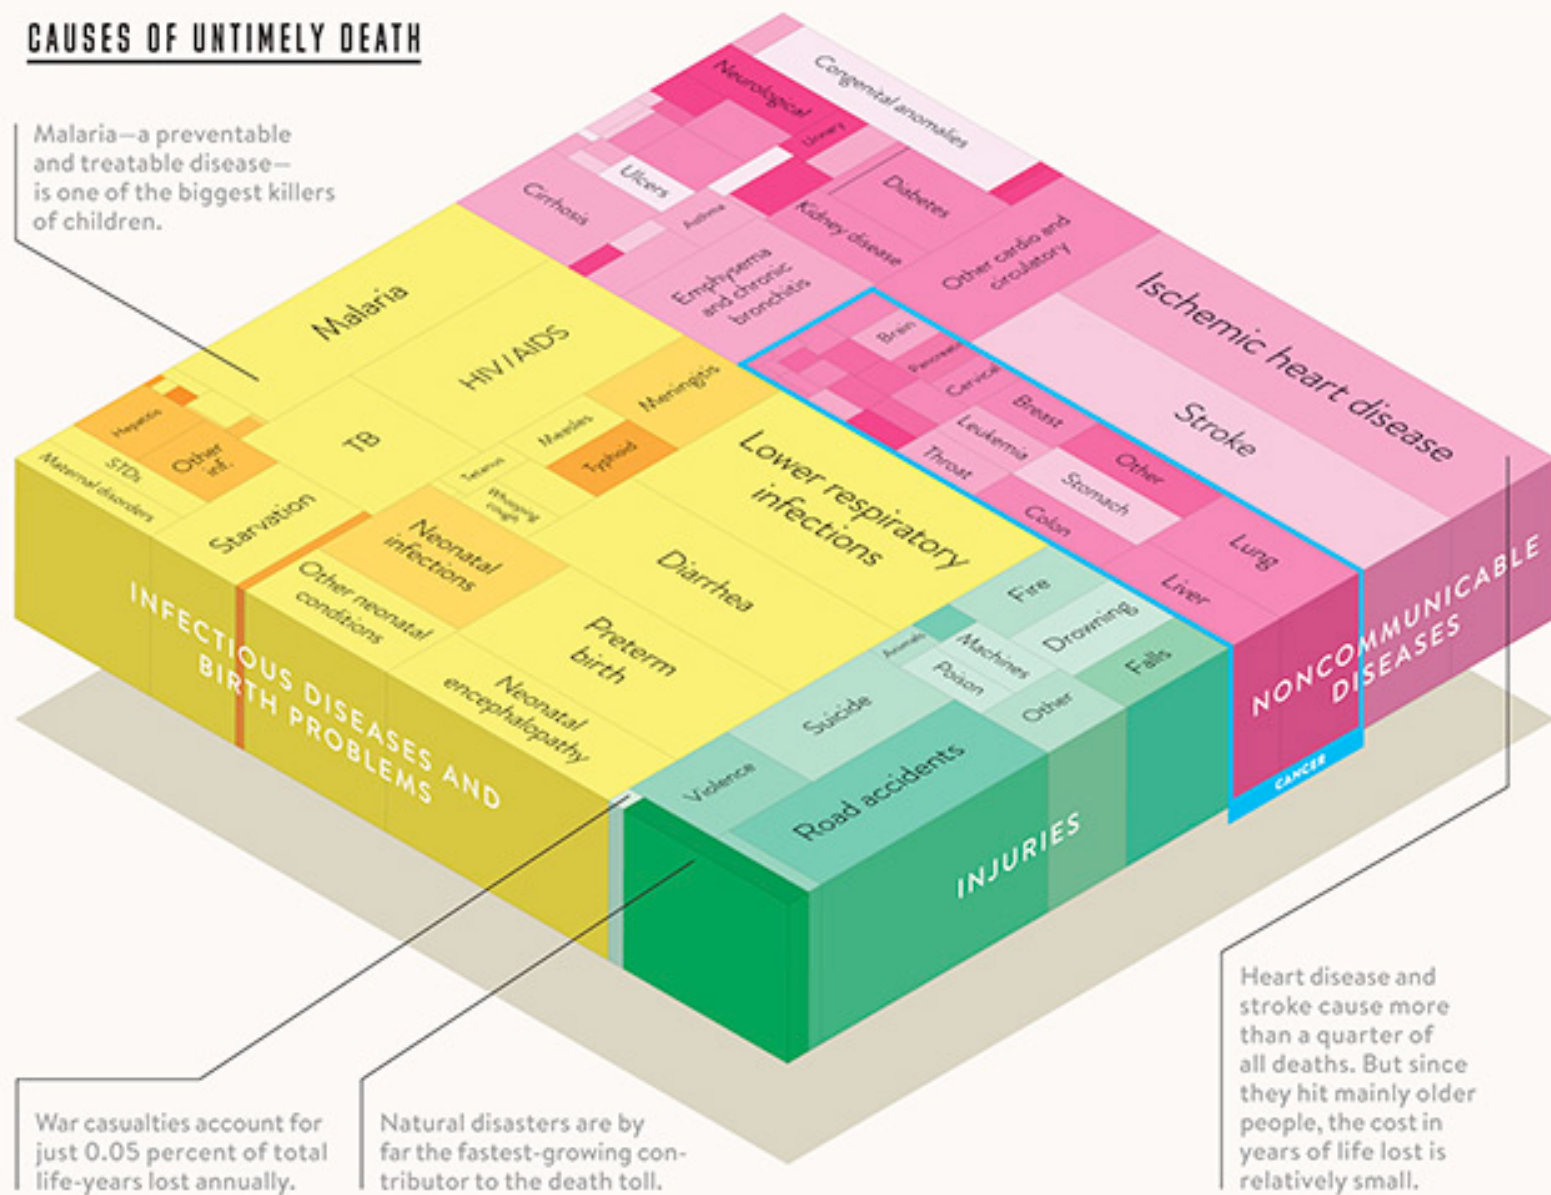 CAUSES OF UNTIMELY DEATH
Malaria—a preventable
and treatable disease—
is one of the biggest killers
of children.
Congenital anomalies
Neurological
Urinary
Ulcers
Cirrhosis
Asthma
Diabetes
Kidney disease
Emphysema
and chronic
bronchitis
Other cardio and
circulatory
Ischemic heart disease
Stroke
Brain
Pancreatic
Cervical
Breast
Leukemia
Other
Throat
Stomach
Colon
Lung
Liver
Malaria
HIV/AIDS
Meningitis
Measles
Typhoid
TB
Tetanus
Whooping
cough
Hepatitis
Other
inf.
STDs
Maternal disorders
Starvation
Lower respiratory
infections
Neonatal
infections
Diarrhea
Other neonatal
conditions
Preterm
birth
Neonatal
encephalopathy
Fire
Drowning
Animals
Machines
Falls
Poison
Suicide
Other
Violence
Road accidents
INFECTIOUS DISEASES AND
BIRTH PROBLEMS
INJURIES
NONCOMMUNICABLE
DISEASES
CANCER
War casualties account for
just 0.05 percent of total
life-years lost annually.
Natural disasters are by
far the fastest-growing con-
tributor to the death toll.
Heart disease and
stroke cause more
than a quarter of
all deaths. But since
they hit mainly older
people, the cost in
years of life lost is
relatively small.